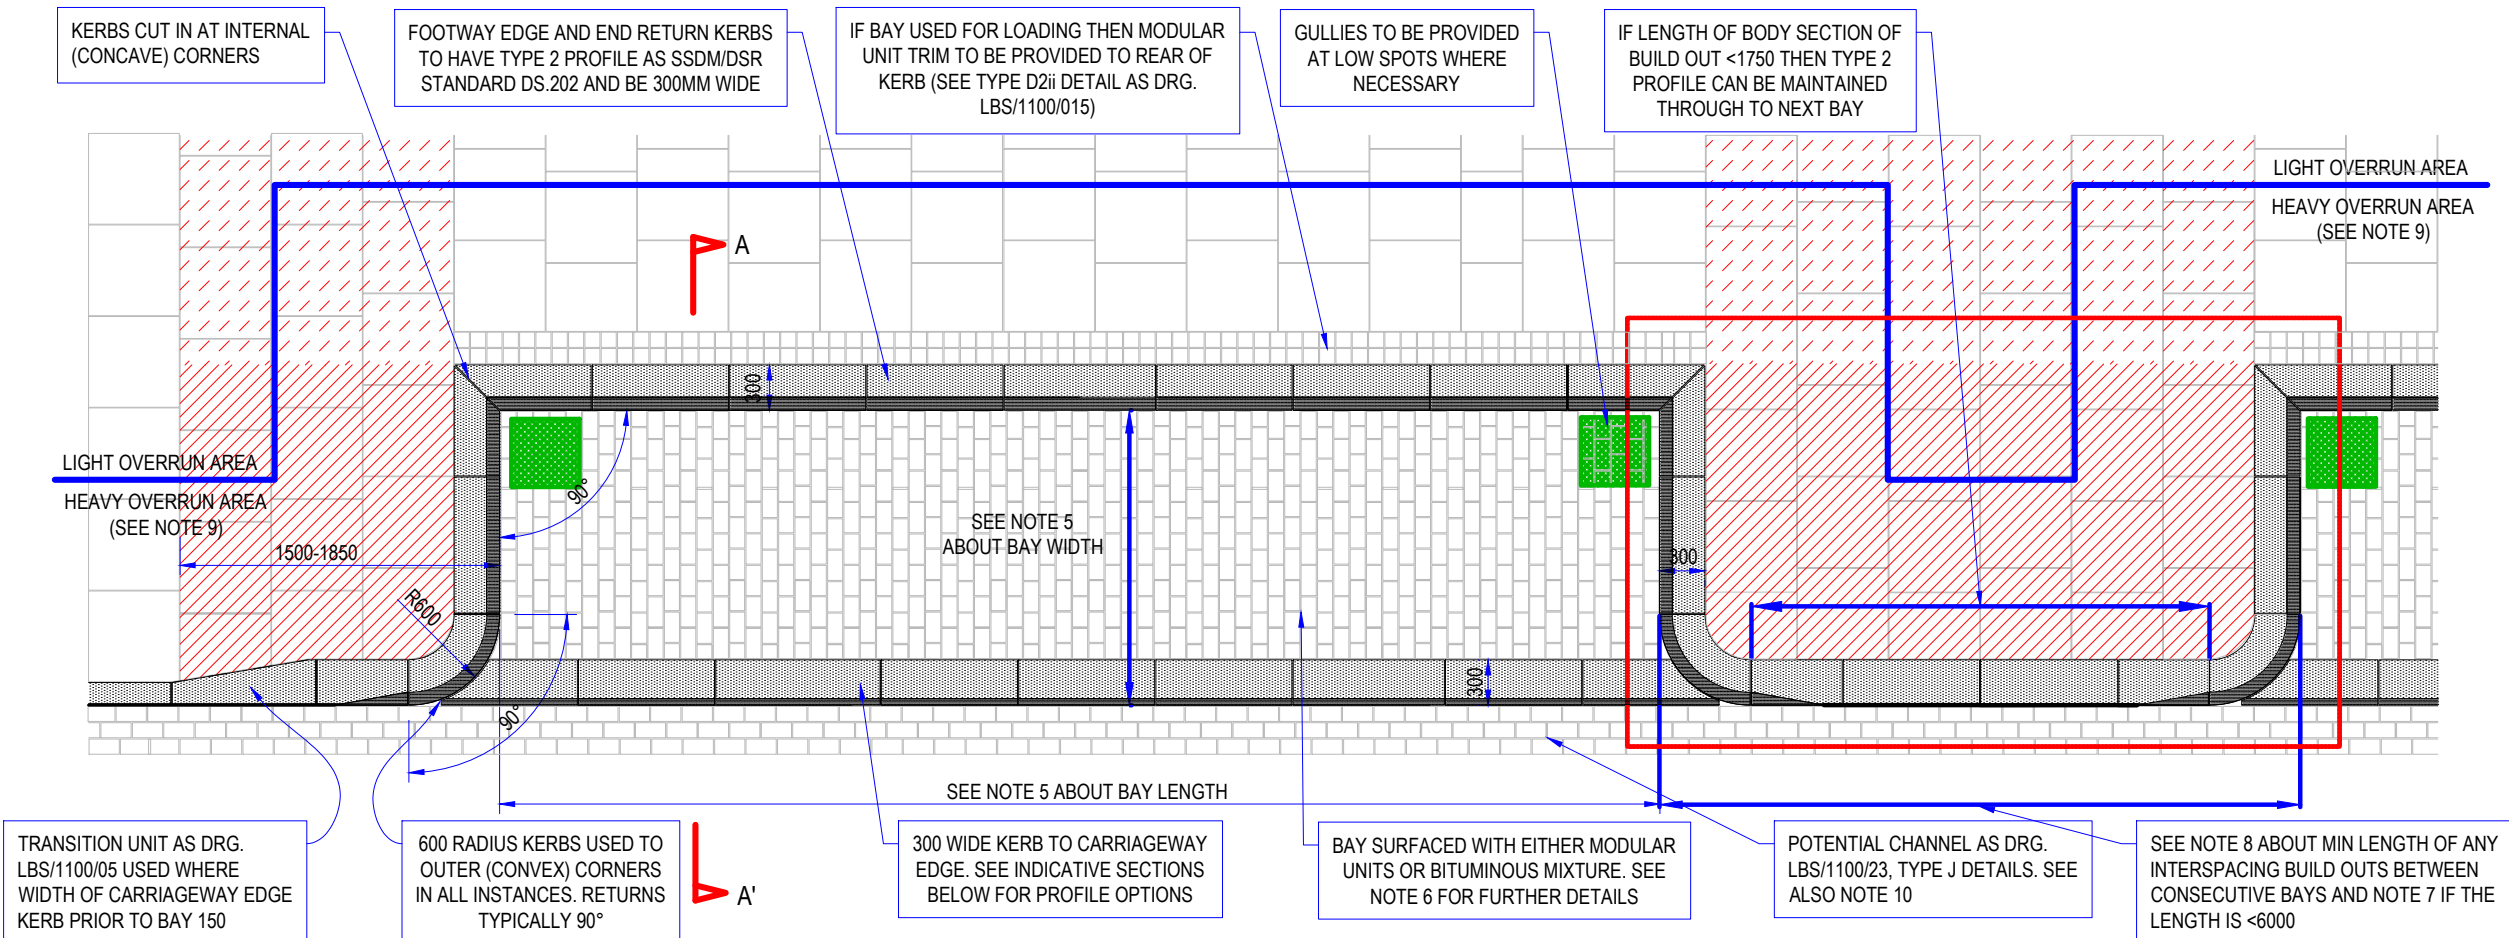 KERBS CUT IN AT INTERNAL
(CONCAVE) CORNERS
FOOTWAY EDGE AND END RETURN KERBS
TO HAVE TYPE 2 PROFILE AS SSDM/DSR
STANDARD DS.202 AND BE 300MM WIDE
IF BAY USED FOR LOADING THEN MODULAR
UNIT TRIM TO BE PROVIDED TO REAR OF
KERB (SEE TYPE D2ii DETAIL AS DRG.
LBS/1100/015)
GULLIES TO BE PROVIDED
AT LOW SPOTS WHERE
NECESSARY
IF LENGTH OF BODY SECTION OF
BUILD OUT <1750 THEN TYPE 2
PROFILE CAN BE MAINTAINED
THROUGH TO NEXT BAY
LIGHT OVERRUN AREA
HEAVY OVERRUN AREA
(SEE NOTE 9)
A
300
LIGHT OVERRUN AREA
HEAVY OVERRUN AREA
(SEE NOTE 9)
1500-1850
90°
SEE NOTE 5
ABOUT BAY WIDTH
300
R600
300
90°
SEE NOTE 5 ABOUT BAY LENGTH
TRANSITION UNIT AS DRG.
LBS/1100/05 USED WHERE
WIDTH OF CARRIAGEWAY EDGE
KERB PRIOR TO BAY 150
600 RADIUS KERBS USED TO
OUTER (CONVEX) CORNERS
IN ALL INSTANCES. RETURNS
TYPICALLY 90°
A'
300 WIDE KERB TO CARRIAGEWAY
EDGE. SEE INDICATIVE SECTIONS
BELOW FOR PROFILE OPTIONS
BAY SURFACED WITH EITHER MODULAR
UNITS OR BITUMINOUS MIXTURE. SEE
NOTE 6 FOR FURTHER DETAILS
POTENTIAL CHANNEL AS DRG.
LBS/1100/23, TYPE J DETAILS. SEE
ALSO NOTE 10
SEE NOTE 8 ABOUT MIN LENGTH OF ANY
INTERSPACING BUILD OUTS BETWEEN
CONSECUTIVE BAYS AND NOTE 7 IF THE
LENGTH IS <6000